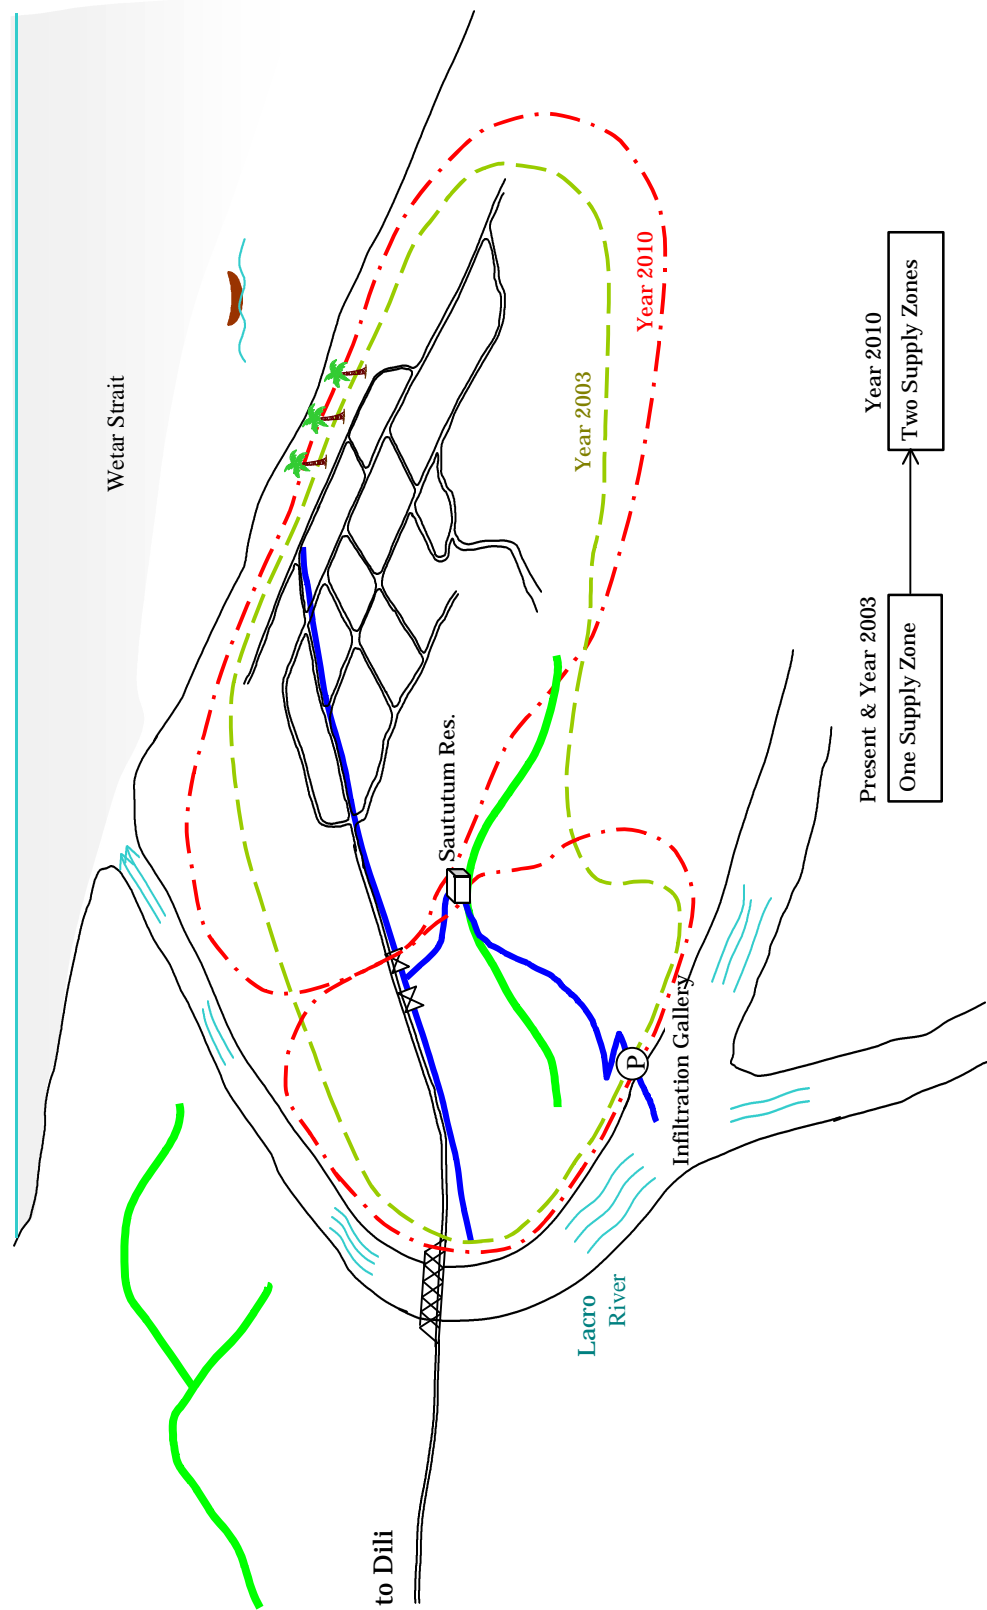 Wetar Strait
Year 2010
Year 2003
Saututum Res.
P
Infiltration Gallery
Lacro
River
to Dili
Present & Year 2003
One Supply Zone
Year 2010
Two Supply Zones